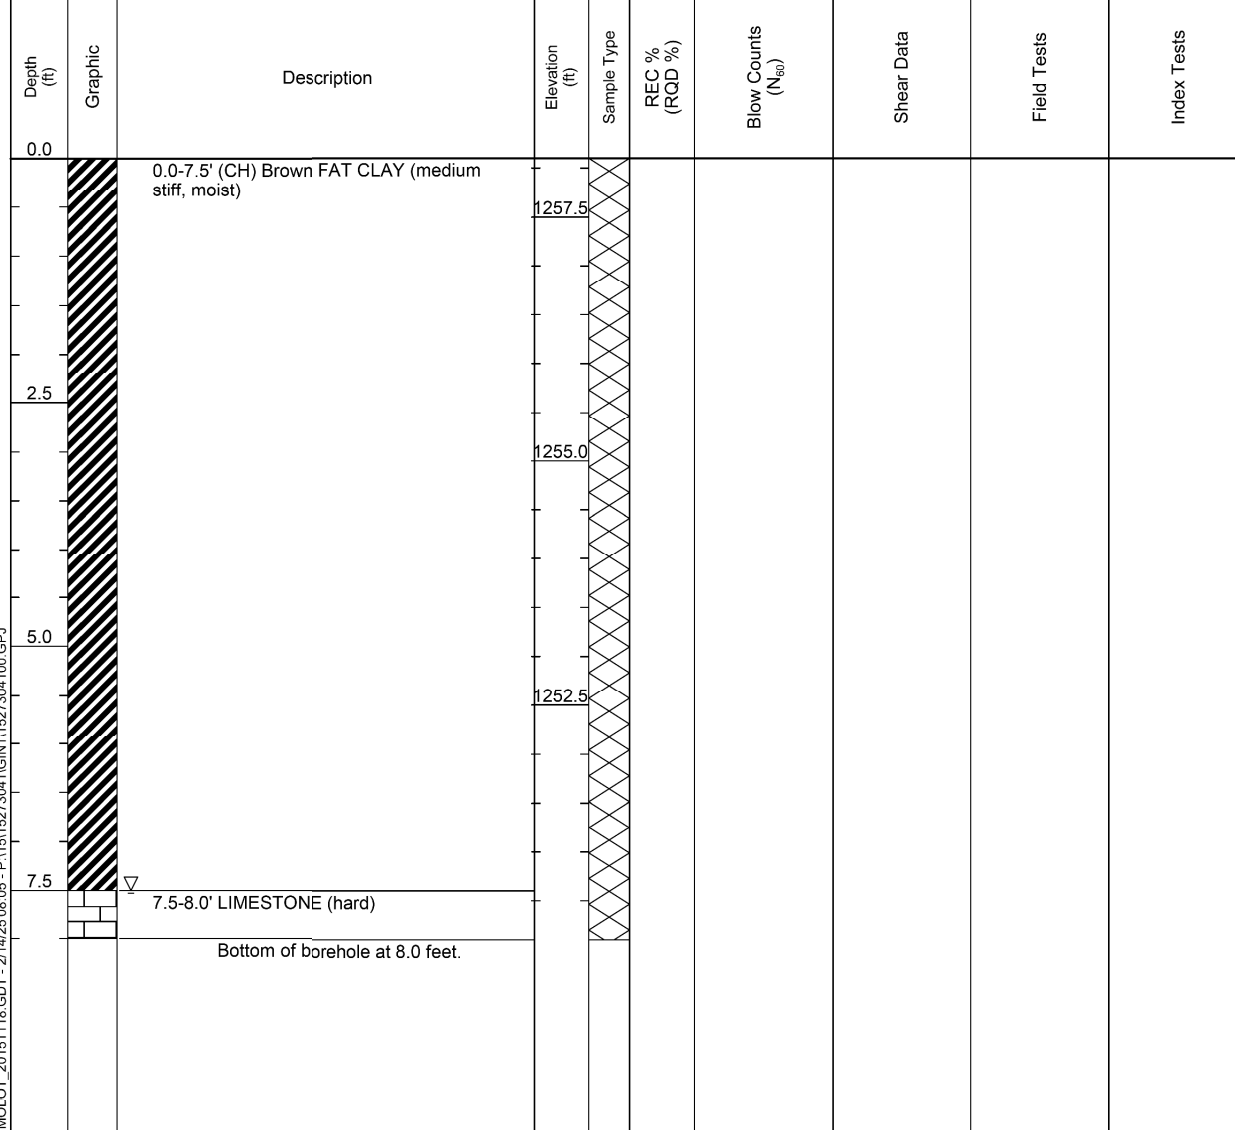 Depth
(ft)
Graphic
Description
Elevation
(ft)
Sample Type
REC %
(RQD %)
Blow Counts
(N60)
Shear Data
Field Tests
Index Tests
0.0
0.0-7.5' (CH) Brown FAT CLAY (medium
stiff, moist)
1257.5
2.5
1255.0
5.0
1252.5
7.5
7.5-8.0' LIMESTONE (hard)
Bottom of borehole at 8.0 feet.